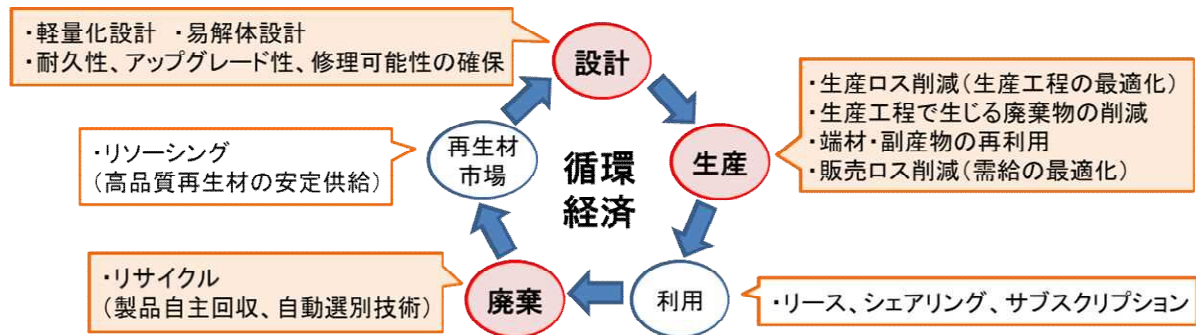 ・軽量化設計 ・易解体設計
・耐久性、アップグレード性、修理可能性の確保
設計
・生産ロス削減(生産工程の最適化)
・生産工程で生じる廃棄物の削減
・端材・副産物の再利用
・販売ロス削減(需給の最適化)
生産
・リース、シェアリング、サブスクリプション
利用
廃棄
・リサイクル
(製品自主回収、自動選別技術)
再生材
市場
・リソーシング
(高品質再生材の安定供給)
循環
経済